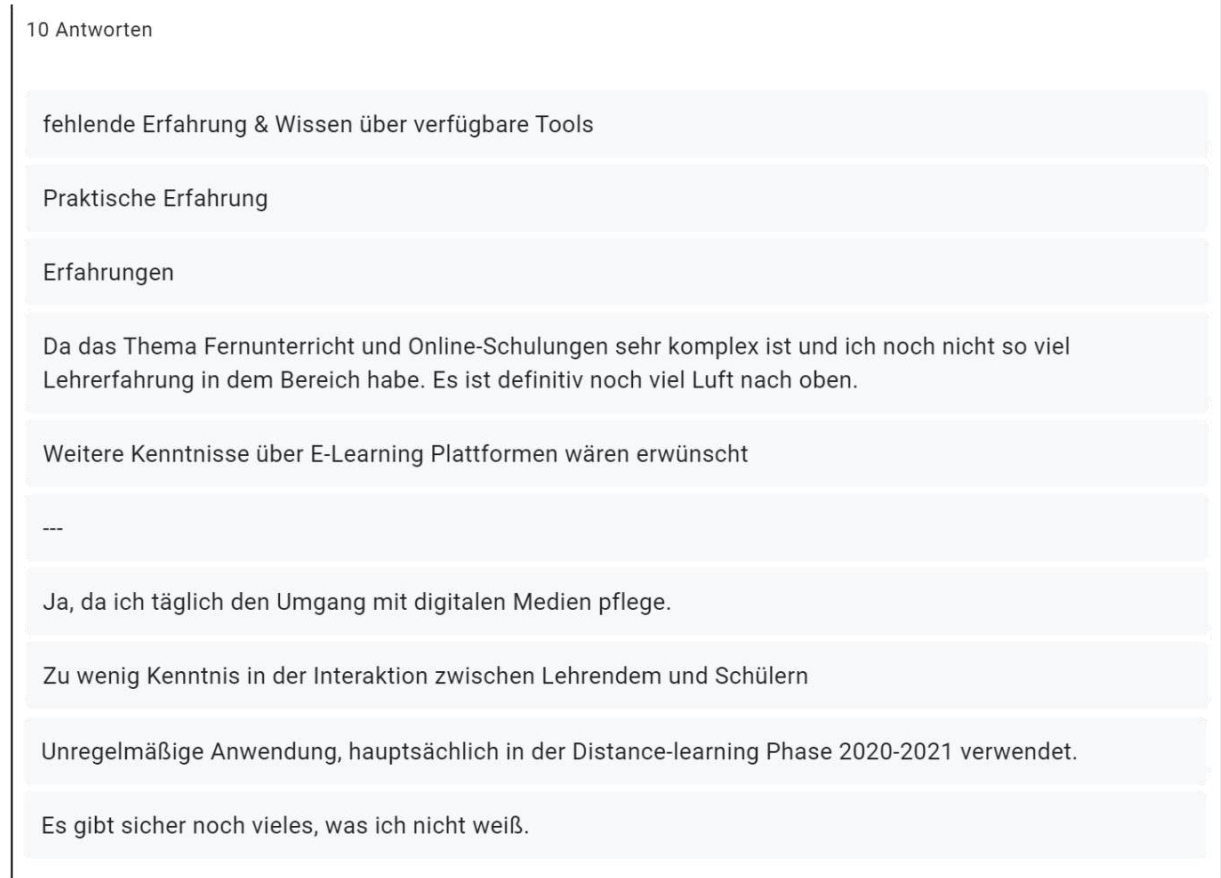 10 Antworten
fehlende Erfahrung & Wissen über verfügbare Tools
Praktische Erfahrung
Erfahrungen
Da das Thema Fernunterricht und Online-Schulungen sehr komplex ist und ich noch nicht so viel
Lehrerfahrung in dem Bereich habe. Es ist definitiv noch viel Luft nach oben.
Weitere Kenntnisse über E-Learning Plattformen wären erwünscht
---
Ja, da ich täglich den Umgang mit digitalen Medien pflege.
Zu wenig Kenntnis in der Interaktion zwischen Lehrendem und Schülern
Unregelmäßige Anwendung, hauptsächlich in der Distance-learning Phase 2020-2021 verwendet.
Es gibt sicher noch vieles, was ich nicht weiß.